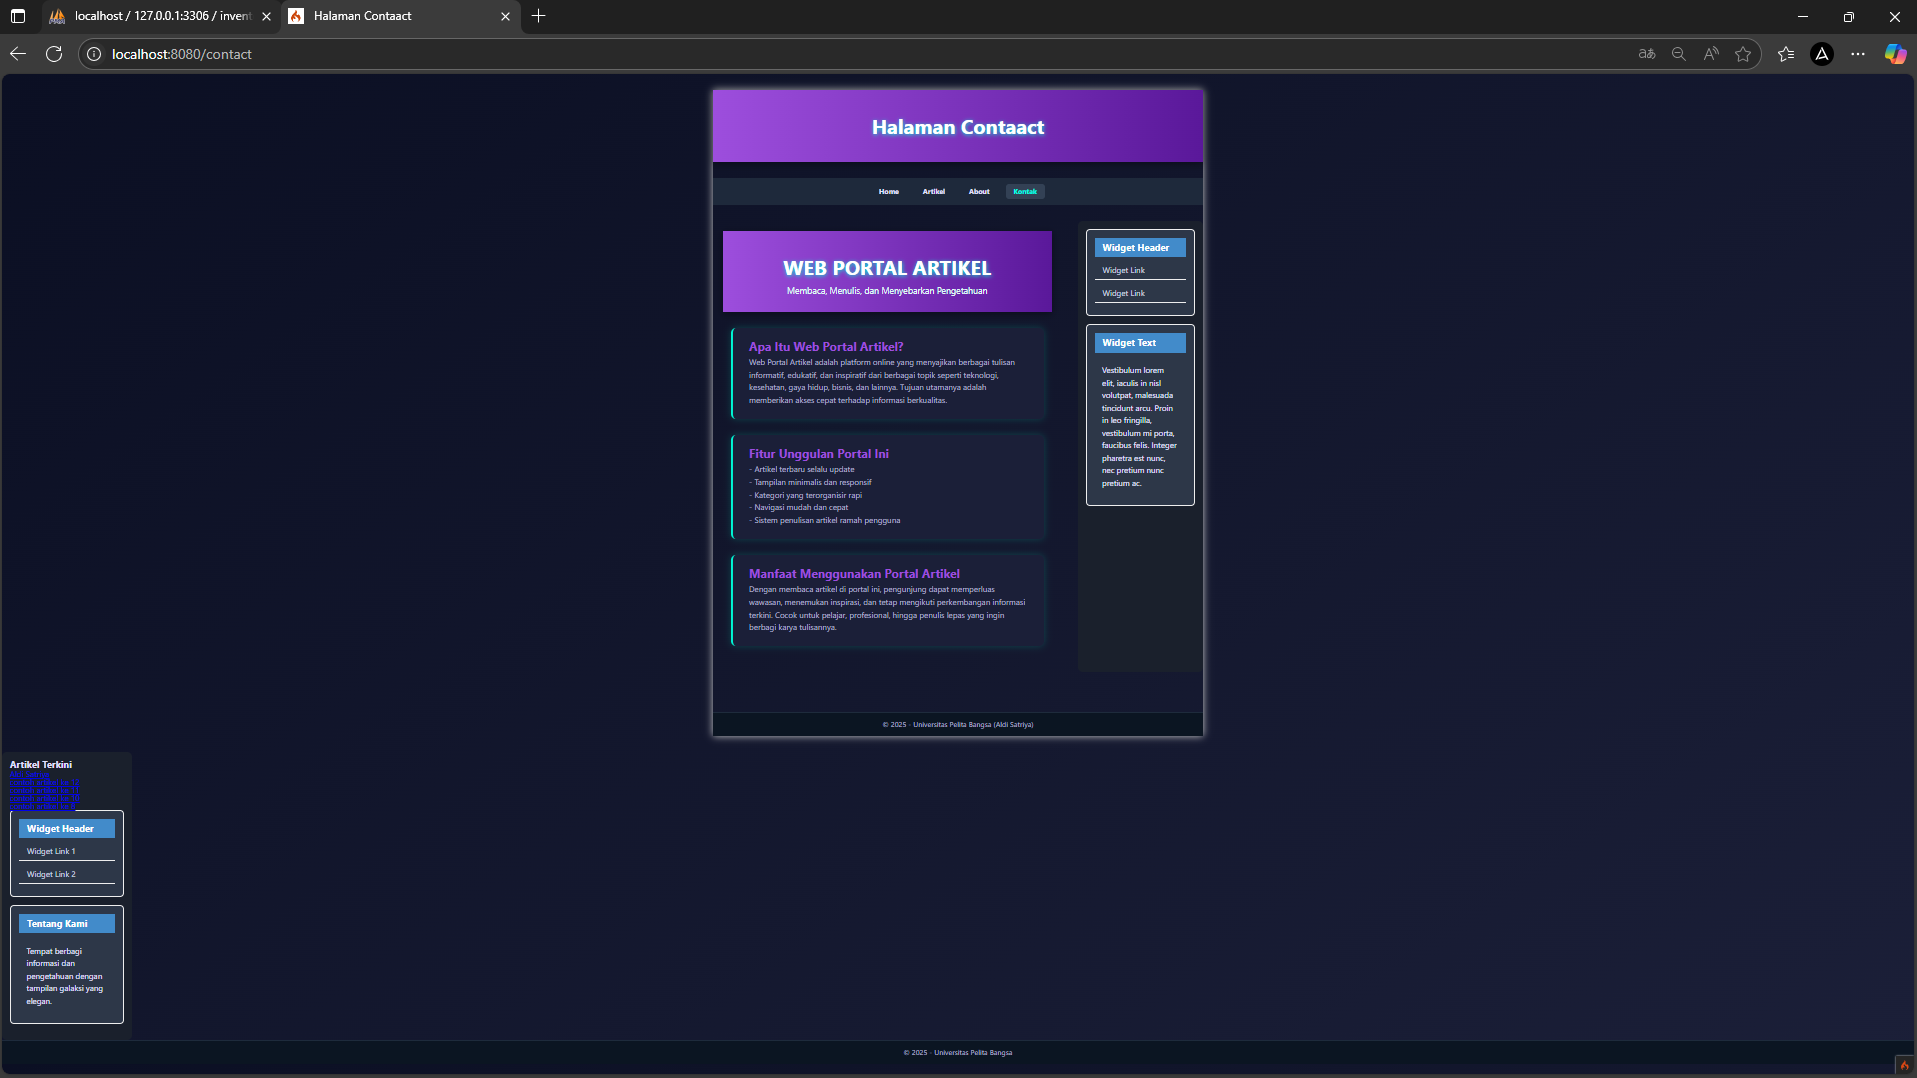 localhost / 127.0.0.1:3306 / invent
Halaman Contaact
localhost:8080/contact
Halaman Contaact
Home
Artikel
About
Kontak
WEB PORTAL ARTIKEL
Membaca, Menulis, dan Menyebarkan Pengetahuan
Apa Itu Web Portal Artikel?
Web Portal Artikel adalah platform online yang menyajikan berbagai tulisan
informatif, edukatif, dan inspiratif dari berbagai topik seperti teknologi,
kesehatan, gaya hidup, bisnis, dan lainnya. Tujuan utamanya adalah
memberikan akses cepat terhadap informasi berkualitas.
Fitur Unggulan Portal Ini
- Artikel terbaru selalu update
- Tampilan minimalis dan responsif
- Kategori yang terorganisir rapi
- Navigasi mudah dan cepat
- Sistem penulisan artikel ramah pengguna
Manfaat Menggunakan Portal Artikel
Dengan membaca artikel di portal ini, pengunjung dapat memperluas
wawasan, menemukan inspirasi, dan tetap mengikuti perkembangan informasi
terkini. Cocok untuk pelajar, profesional, hingga penulis lepas yang ingin
berbagi karya tulisannya.
Widget Header
Widget Link
Widget Link
Widget Text
Vestibulum lorem
elit, iaculis in nisl
volutpat, malesuada
tincidunt arcu. Proin
in leo fringilla,
vestibulum mi porta,
faucibus felis. Integer
pharetra est nunc,
nec pretium nunc
pretium ac.
© 2025 - Universitas Pelita Bangsa (Aldi Satriya)
Artikel Terkini
Widget Header
Widget Link 1
Widget Link 2
Tentang Kami
Tempat berbagi
informasi dan
pengetahuan dengan
tampilan galaksi yang
elegan.
© 2025 - Universitas Pelita Bangsa